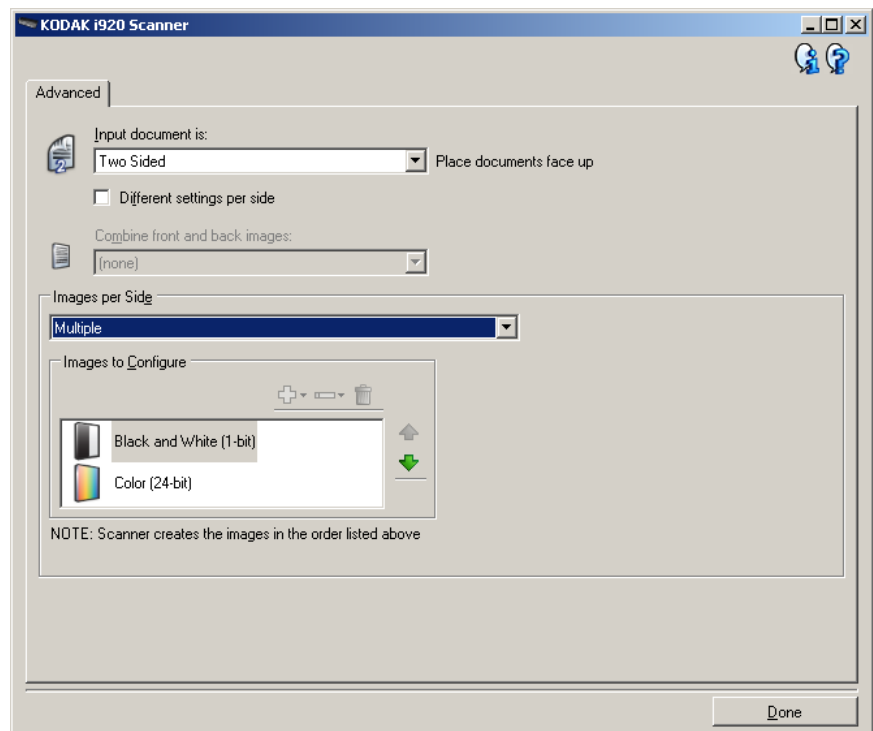 KODAK i920 Scanner
Advanced
Input document is:
Two Sided
Place documents face up
Different settings per side
Combine front and back images:
(none)
Images per Side
Multiple
Images to Configure
Black and White (1-bit)
Color (24-bit)
NOTE: Scanner creates the images in the order listed above
Done